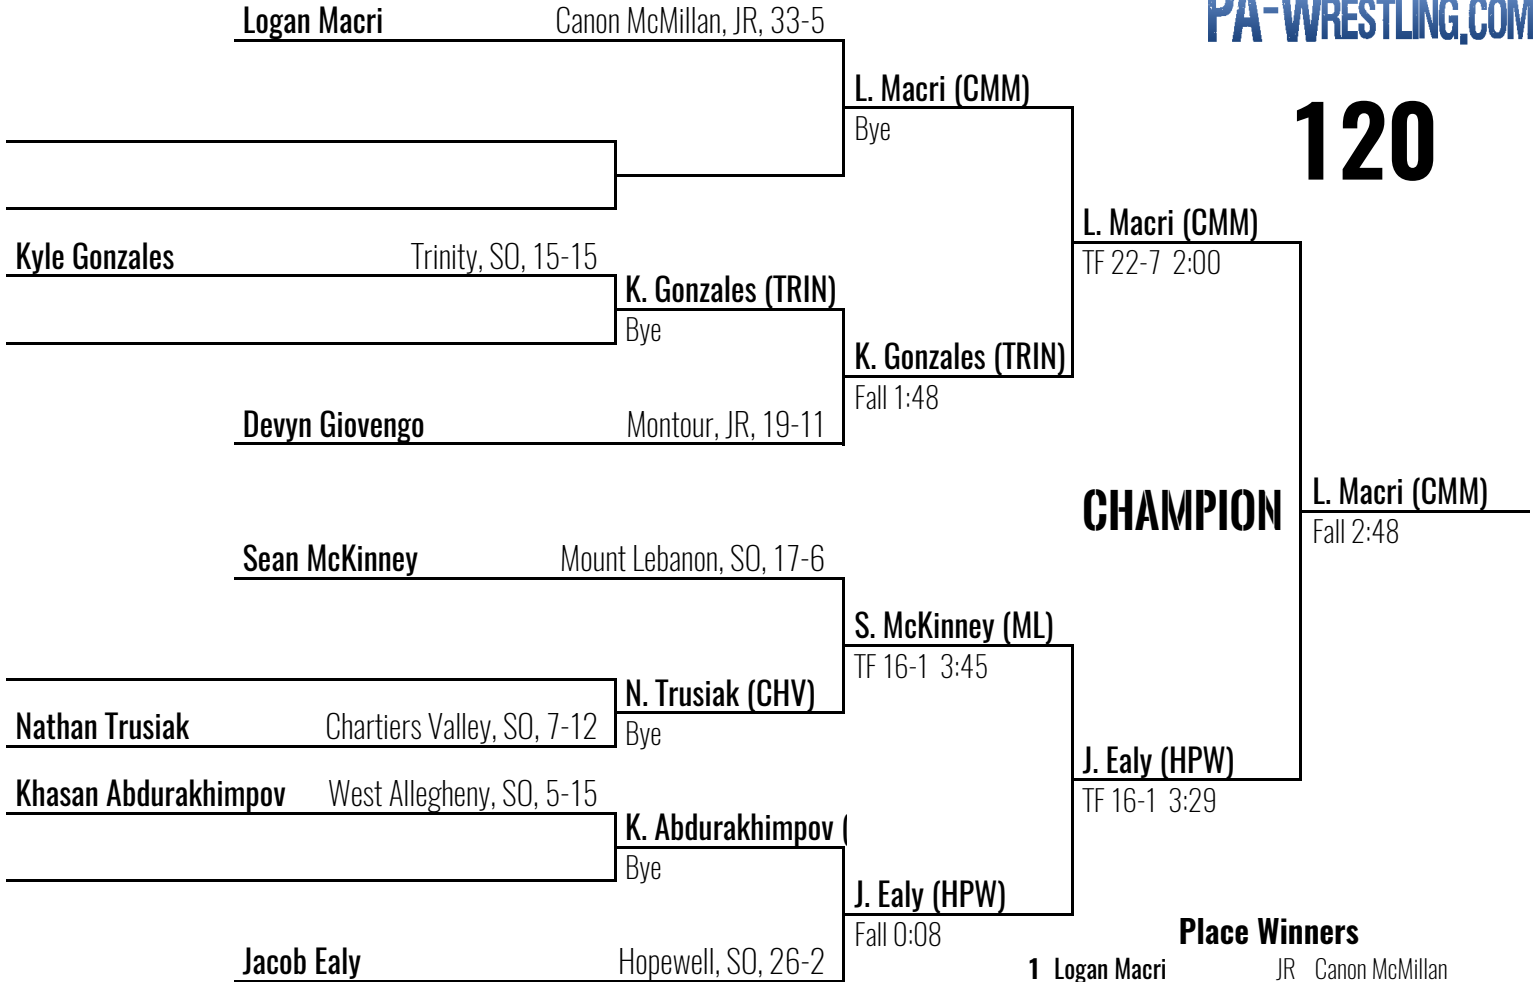 PA-WRESTLING.COM
Logan Macri Canon McMillan, JR, 33-5
L. Macri (CMM)
Bye
120
L. Macri (CMM)
TF 22-7 2:00
Kyle Gonzales Trinity, SO, 15-15
K. Gonzales (TRIN)
Bye
K. Gonzales (TRIN)
Fall 1:48
Devyn Giovengo Montour, JR, 19-11
CHAMPION
L. Macri (CMM)
Fall 2:48
Sean McKinney Mount Lebanon, SO, 17-6
S. McKinney (ML)
TF 16-1 3:45
N. Trusiak (CHV)
Bye
Nathan Trusiak Chartiers Valley, SO, 7-12
J. Ealy (HPW)
TF 16-1 3:29
Khasan Abdurakhimpov West Allegheny, SO, 5-15
K. Abdurakhimpov (
Bye
J. Ealy (HPW)
Fall 0:08
Jacob Ealy Hopewell, SO, 26-2
Place Winners
1 Logan Macri JR Canon McMillan